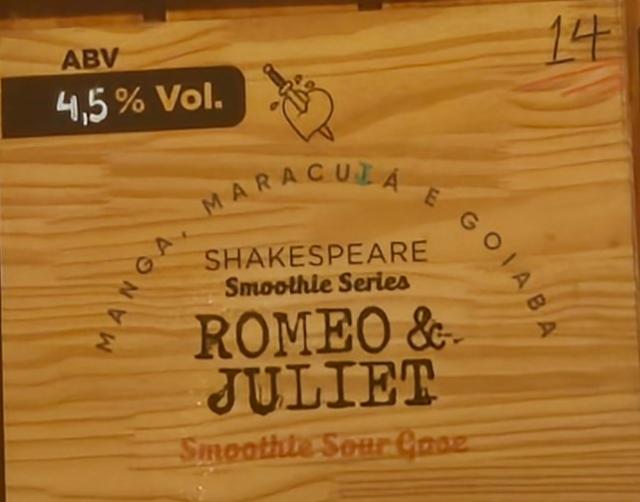 ABV
14
4,5% Vol.
MANGA, MARACUJÁ E GOIABA
SHAKESPEARE
Smoothie Series
ROMEO &
JULIET
Smoothie Sour Gose